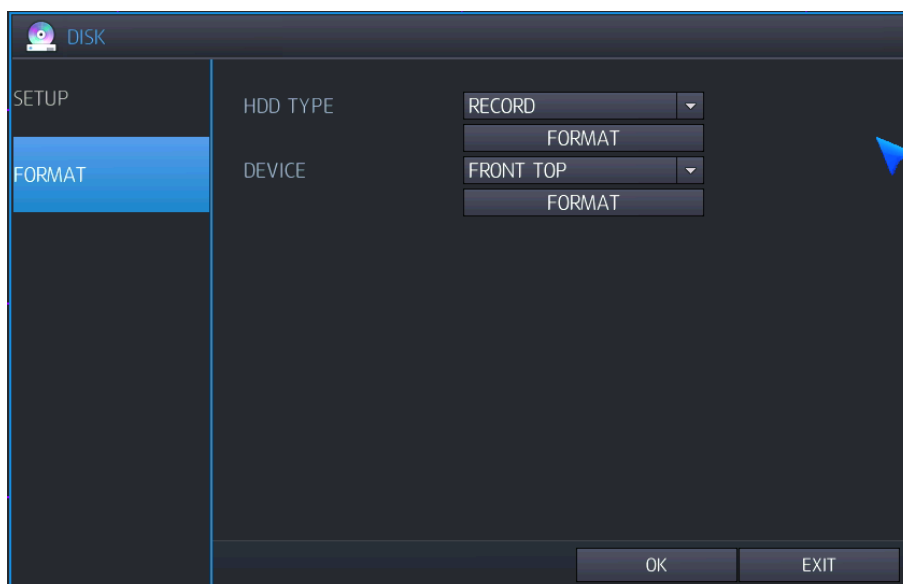 DISK
SETUP
FORMAT
HDD TYPE RECORD
FORMAT
DEVICE FRONT TOP
FORMAT
OK EXIT